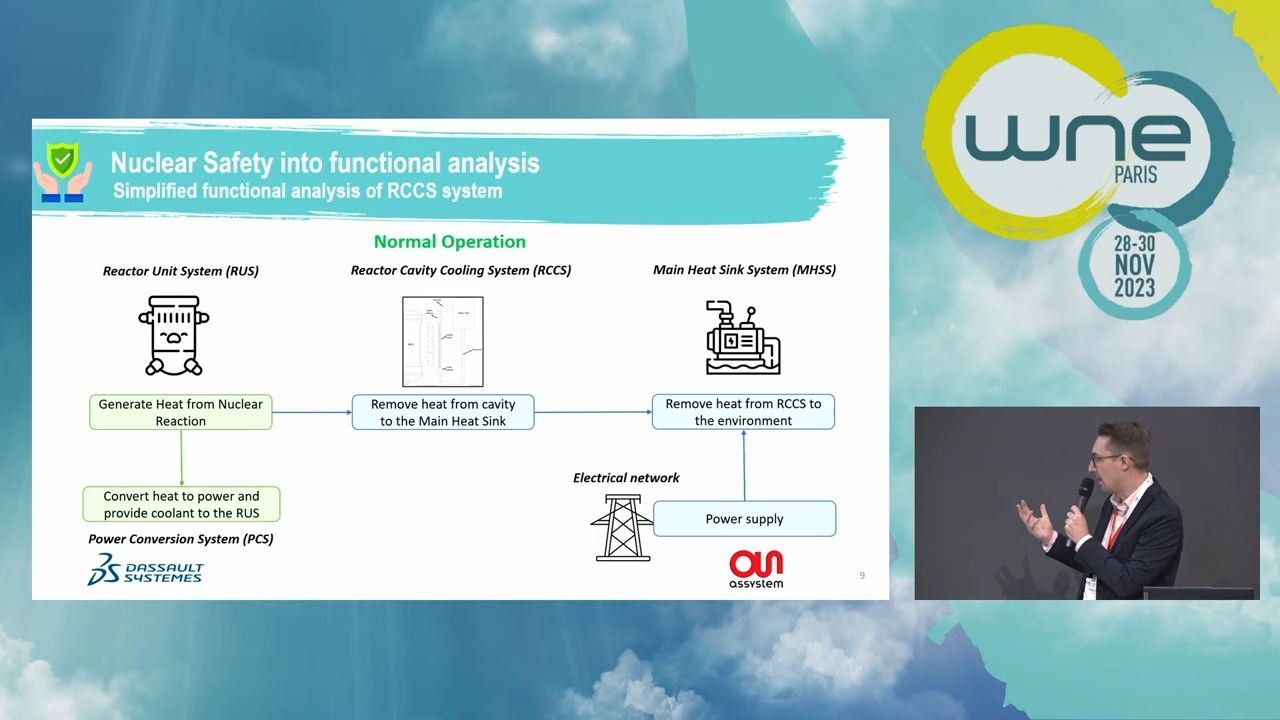 Nuclear Safety into functional analysis
Simplified functional analysis of RCCS system
Normal Operation
Reactor Unit System (RUS)
Reactor Cavity Cooling System (RCCS)
Main Heat Sink System (MHSS)
Generate Heat from Nuclear
Reaction
Remove heat from cavity
to the Main Heat Sink
Remove heat from RCCS to
the environment
Convert heat to power and
provide coolant to the RUS
Power Conversion System (PCS)
Electrical network
Power supply
DASSAULT
SYSTEMES
assystem
9
wne
PARIS
28-30
NOV
2023